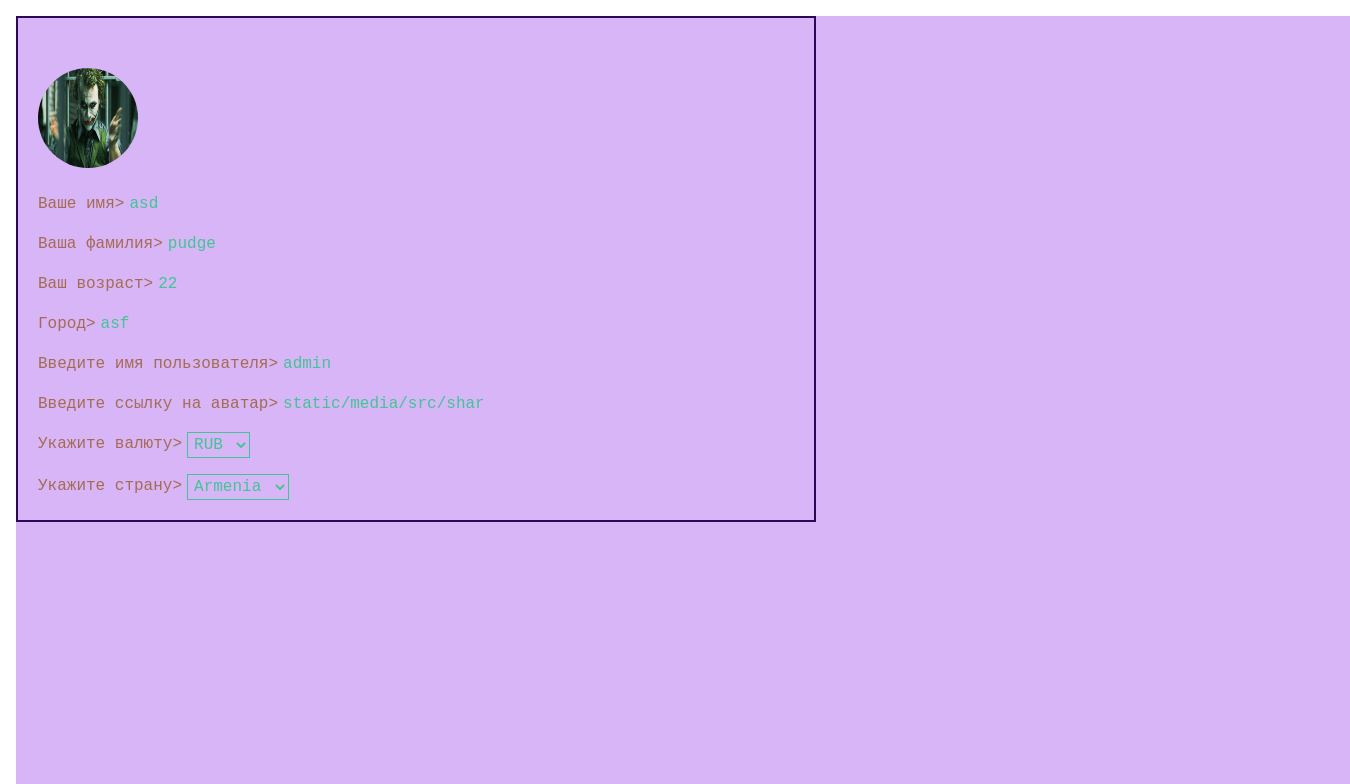 Ваше имя> asd
Ваша фамилия> pudge
Ваш возраст> 22
Город> asf
Введите имя пользователя> admin
Введите ссылку на аватар> static/media/src/shar
Укажите валюту> RUB
Укажите страну> Armenia